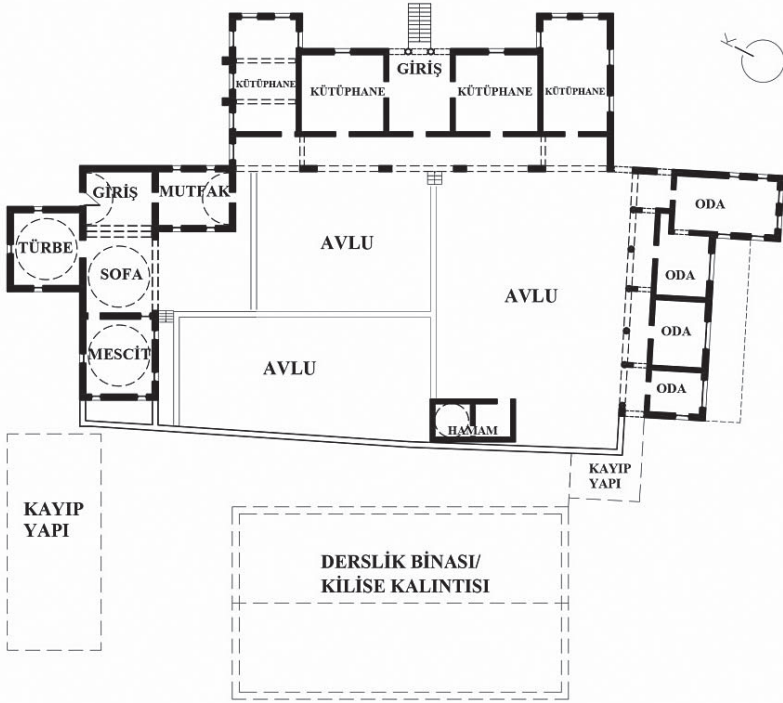 K
GİRİŞ
KÜTÜPHANE
KÜTÜPHANE
KÜTÜPHANE
KÜTÜPHANE
GİRİŞ
MUTFAK
ODA
TÜRBE
SOFA
AVLU
ODA
AVLU
ODA
MESCİT
AVLU
ODA
HAMAM
KAYIP
YAPI
KAYIP
YAPI
DERSLİK BİNASI/
KİLİSE KALINTISI